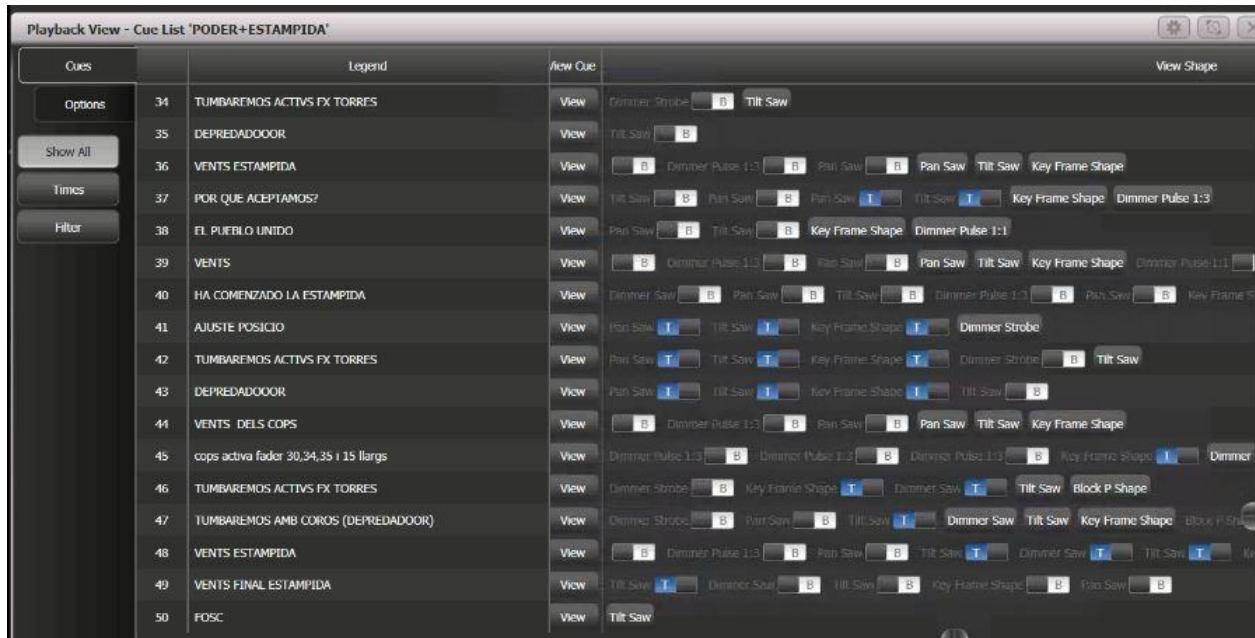 Playback View - Cue List 'PODER+ESTAMPIDA'
Cues Legend View Cue View Shape
Options
Show All
Times
Filter
34 TUMBAREMOS ACTIVS FX TORRES View Dimmer Strobe B Tilt Saw
35 DEPREDADOOOR View Tilt Saw B
36 VENTS ESTAMPIDA View B Dimmer Pulse 1:3 B Pan Saw B Pan Saw Tilt Saw Key Frame Shape
37 POR QUE ACEPTAMOS? View Tilt Saw B Pan Saw B Pan Saw T Tilt Saw T Key Frame Shape Dimmer Pulse 1:3
38 EL PUEBLO UNIDO View Pan Saw B Tilt Saw B Key Frame Shape Dimmer Pulse 1:1
39 VENTS View B Dimmer Pulse 1:3 B Pan Saw B Pan Saw Tilt Saw Key Frame Shape Dimmer Pulse 1:1
40 HA COMENZADO LA ESTAMPIDA View Dimmer Saw B Pan Saw B Tilt Saw B Dimmer Pulse 1:3 B Pan Saw B Key Frame S
41 AJUSTE POSICIO View Pan Saw T Tilt Saw T Key Frame Shape T Dimmer Strobe
42 TUMBAREMOS ACTIVS FX TORRES View Pan Saw T Tilt Saw T Key Frame Shape T Dimmer Strobe B Tilt Saw
43 DEPREDADOOOR View Pan Saw T Tilt Saw T Key Frame Shape T Tilt Saw B
44 VENTS DELS COPS View B Dimmer Pulse 1:3 B Pan Saw B Pan Saw Tilt Saw Key Frame Shape
45 cops activa fader 30,34,35 i 15 llargs View Dimmer Pulse 1:3 B Dimmer Pulse 1:3 B Dimmer Pulse 1:3 B Key Frame Shape T Dimmer
46 TUMBAREMOS ACTIVS FX TORRES View Dimmer Strobe B Key Frame Shape T Dimmer Saw T Tilt Saw Block P Shape
47 TUMBAREMOS AMB COROS (DEPREDADOOR) View Dimmer Strobe B Pan Saw B Tilt Saw T Dimmer Saw Tilt Saw Key Frame Shape Block P
48 VENTS ESTAMPIDA View B Dimmer Pulse 1:3 B Pan Saw B Tilt Saw T Dimmer Saw T Tilt Saw T
49 VENTS FINAL ESTAMPIDA View Tilt Saw T Dimmer Saw B Tilt Saw B Key Frame Shape B Pan Saw B
50 FOSC View Tilt Saw